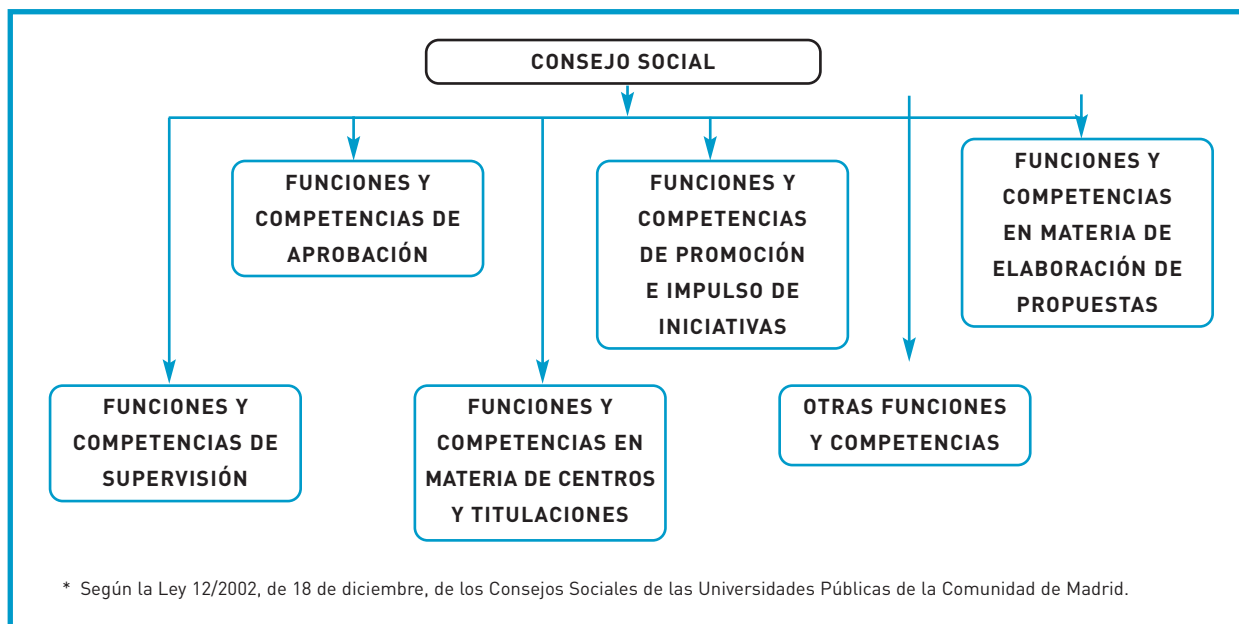 CONSEJO SOCIAL
FUNCIONES Y
COMPETENCIAS DE
APROBACIÓN
FUNCIONES Y
COMPETENCIAS
DE PROMOCIÓN
E IMPULSO DE
INICIATIVAS
FUNCIONES Y
COMPETENCIAS
EN MATERIA DE
ELABORACIÓN DE
PROPUESTAS
FUNCIONES Y
COMPETENCIAS DE
SUPERVISIÓN
FUNCIONES Y
COMPETENCIAS EN
MATERIA DE CENTROS
Y TITULACIONES
OTRAS FUNCIONES
Y COMPETENCIAS
* Según la Ley 12/2002, de 18 de diciembre, de los Consejos Sociales de las Universidades Públicas de la Comunidad de Madrid.